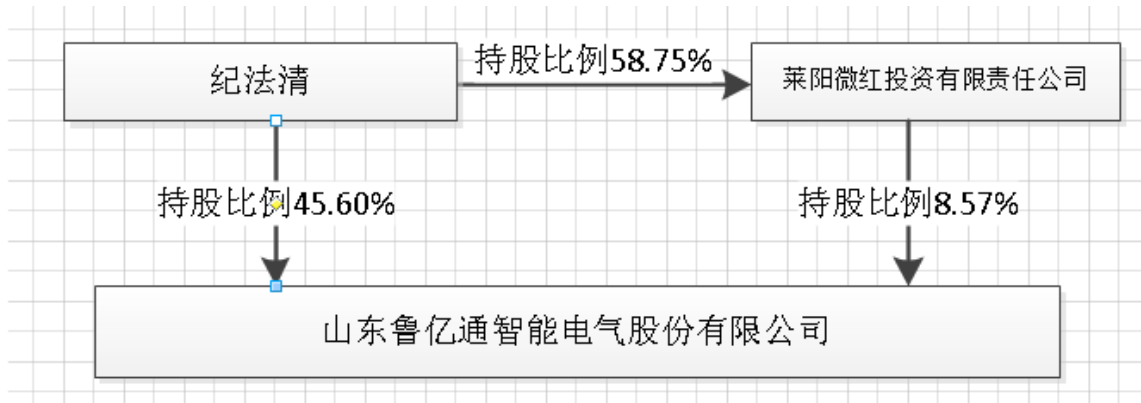 持股比例58.75%
纪法清
莱阳微红投资有限责任公司
持股比例45.60%
持股比例8.57%
山东鲁亿通智能电气股份有限公司